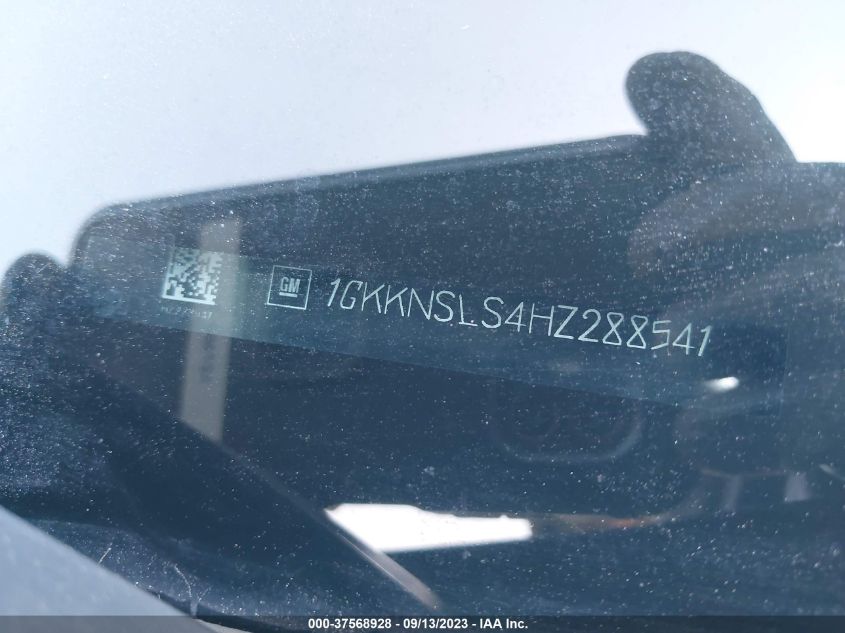 GM 1GKKNSLS4HZ288541
000-37568928 - 09/13/2023 - IAA Inc.